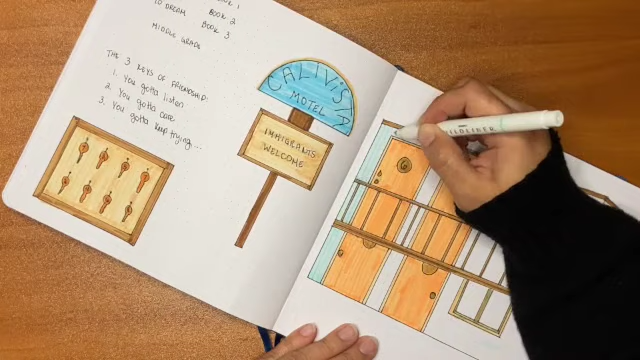 BOOK 2
TO DREAM BOOK 3
MIDDLE GRADE
THE 3 KEYS OF FRIENDSHIP:
1. You gotta listen
2. You gotta care
3. You gotta keep trying...
CALIVISTA
MOTEL
IMMIGRANTS
WELCOME